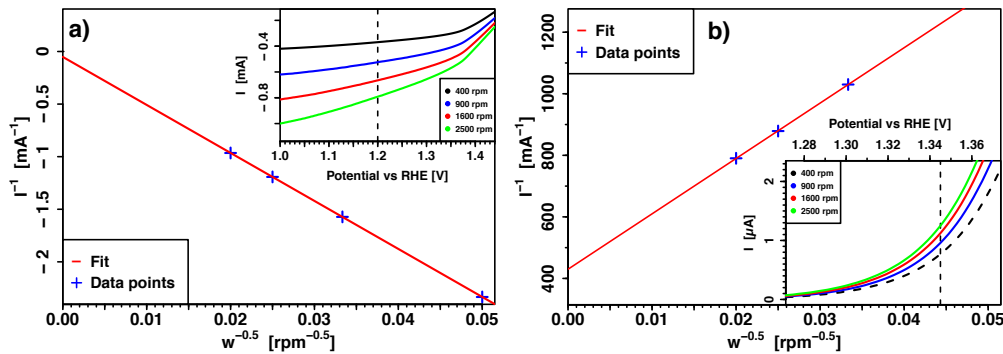 a)
0
− 0.5
− 1
− 1.5
− 2
I⁻¹ [mA⁻¹]
0.00 0.01 0.02 0.03 0.04 0.05
w⁻⁰·⁵ [rpm⁻⁰·⁵]
Fit
Data points
− 0.4
− 0.8
I [mA]
400 rpm
900 rpm
1600 rpm
2500 rpm
1.0 1.1 1.2 1.3 1.4
Potential vs RHE [V]
b)
1200
1000
800
600
400
I⁻¹ [mA⁻¹]
0.00 0.01 0.02 0.03 0.04 0.05
w⁻⁰·⁵ [rpm⁻⁰·⁵]
Fit
Data points
Potential vs RHE [V]
1.28 1.30 1.32 1.34 1.36
2
1
0
I [µA]
400 rpm
900 rpm
1600 rpm
2500 rpm